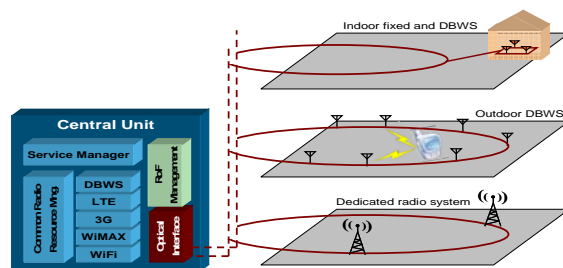 Indoor fixed and DBWS
Central Unit
Service Manager
Common Radio
Resource Mng.
DBWS
LTE
3G
WiMAX
WiFi
RoF
Management
Optical
Interface
Outdoor DBWS
Dedicated radio system